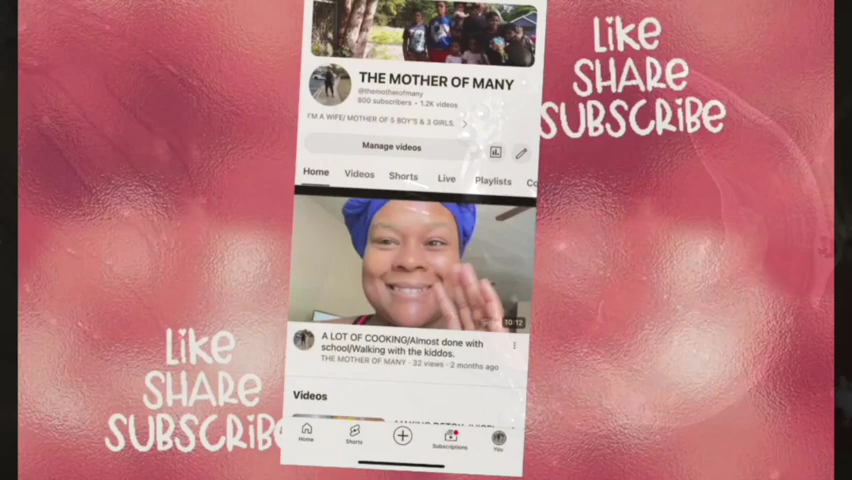 Like
SHARE
SUBSCRIBE
THE MOTHER OF MANY
@themotherofmany
800 subscribers • 1.2K videos
I'M A WIFE/ MOTHER OF 5 BOY'S & 3 GIRLS.
Manage videos
Home Videos Shorts Live Playlists Co
10:12
A LOT OF COOKING/Almost done with
school/Walking with the kiddos.
THE MOTHER OF MANY · 32 views · 2 months ago
Videos
Home Shorts Subscriptions You
Like
SHARE
SUBSCRIBE